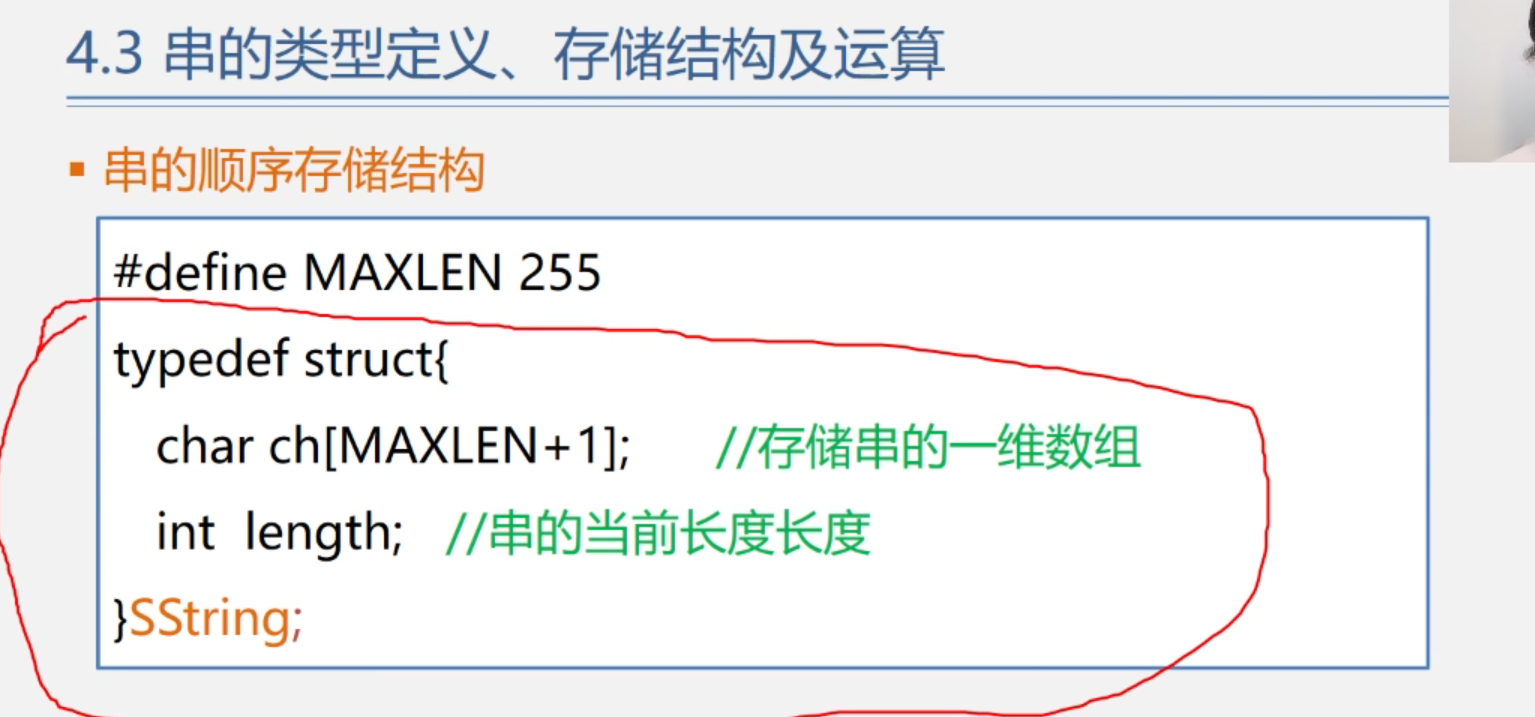 4.3 串的类型定义、存储结构及运算
▪ 串的顺序存储结构
#define MAXLEN 255
typedef struct{
char ch[MAXLEN+1]; //存储串的一维数组
int length; //串的当前长度长度
}SString;